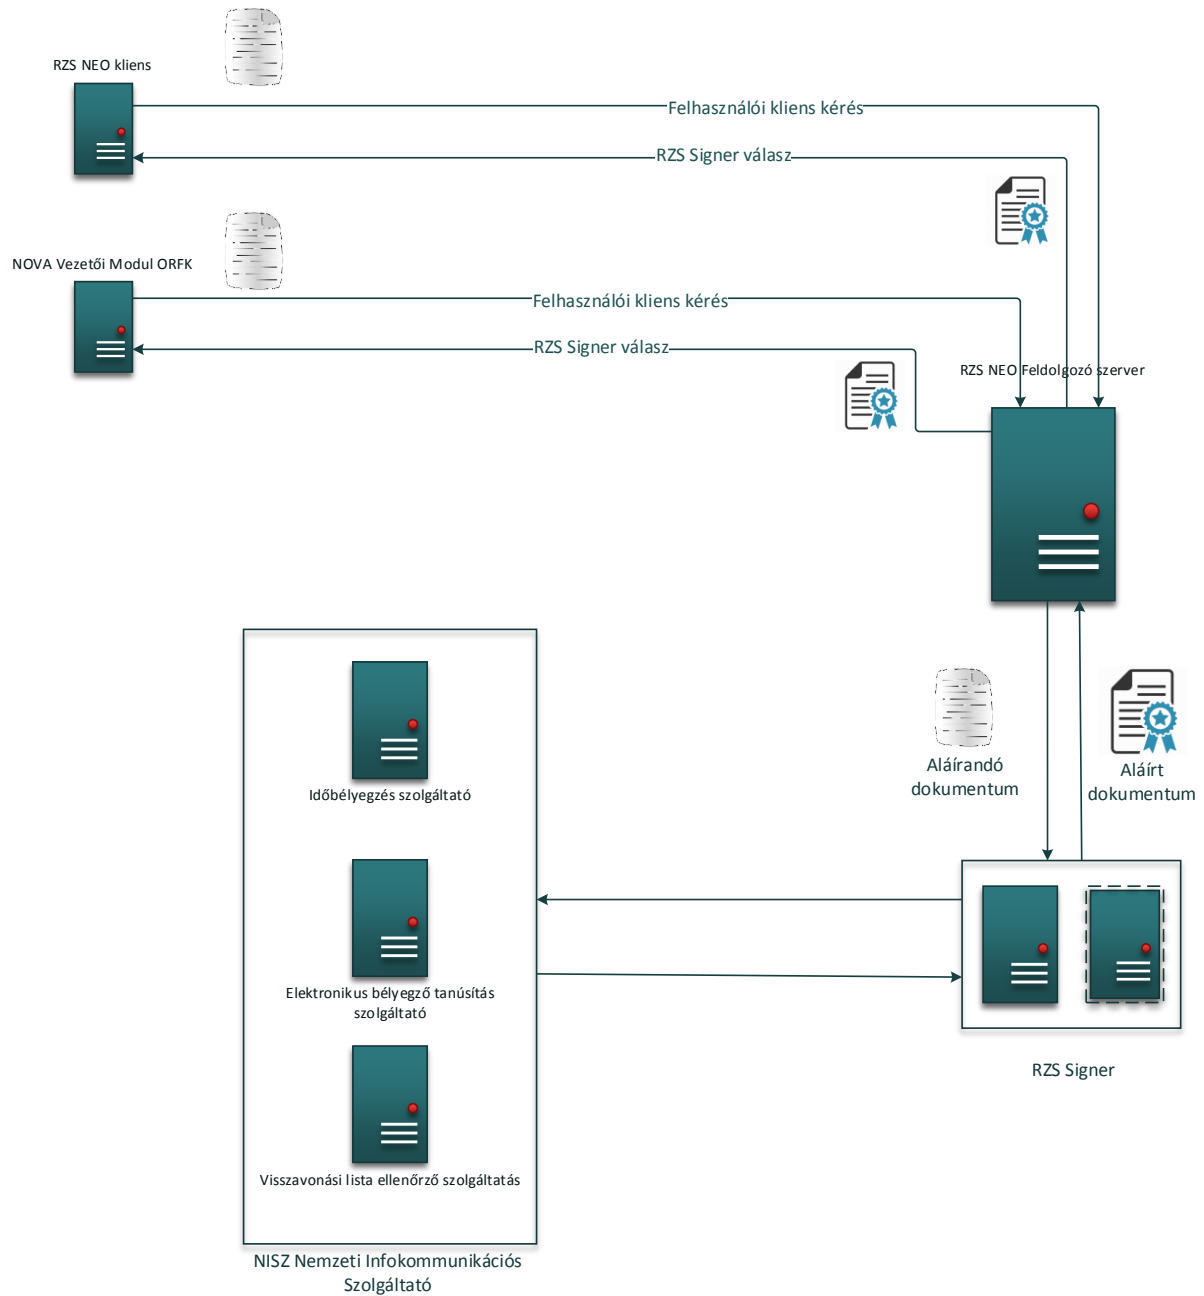 RZS NEO kliens
Felhasználói kliens kérés
RZS Signer válasz
NOVA Vezetői Modul ORFK
Felhasználói kliens kérés
RZS Signer válasz
RZS NEO Feldolgozó szerver
Aláírandó
dokumentum
Aláírt
dokumentum
Időbélyegzés szolgáltató
Elektronikus bélyegző tanúsítás
szolgáltató
Visszavonási lista ellenőrző szolgáltatás
RZS Signer
NISZ Nemzeti Infokommunikációs
Szolgáltató